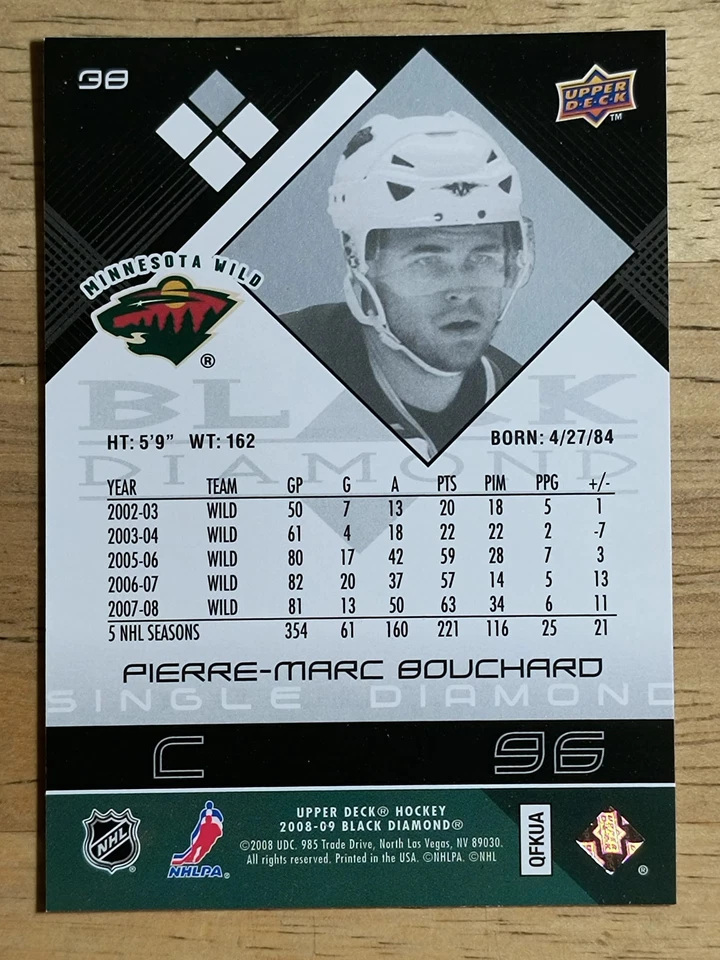 38
UPPER
D·E·C·K
TM
MINNESOTA WILD
®
BLACK
DIAMOND
HT: 5'9" WT: 162
BORN: 4/27/84
YEAR TEAM GP G A PTS PIM PPG +/-
2002-03 WILD 50 7 13 20 18 5 1
2003-04 WILD 61 4 18 22 22 2 -7
2005-06 WILD 80 17 42 59 28 7 3
2006-07 WILD 82 20 37 57 14 5 13
2007-08 WILD 81 13 50 63 34 6 11
5 NHL SEASONS 354 61 160 221 116 25 21
PIERRE-MARC BOUCHARD
SINGLE DIAMOND
C 96
NHL
NHLPA®
UPPER DECK® HOCKEY
2008-09 BLACK DIAMOND®
©2008 UDC. 985 Trade Drive, North Las Vegas, NV 89030.
All rights reserved. Printed in the USA. ©NHLPA. ©NHL
QFKUA
®